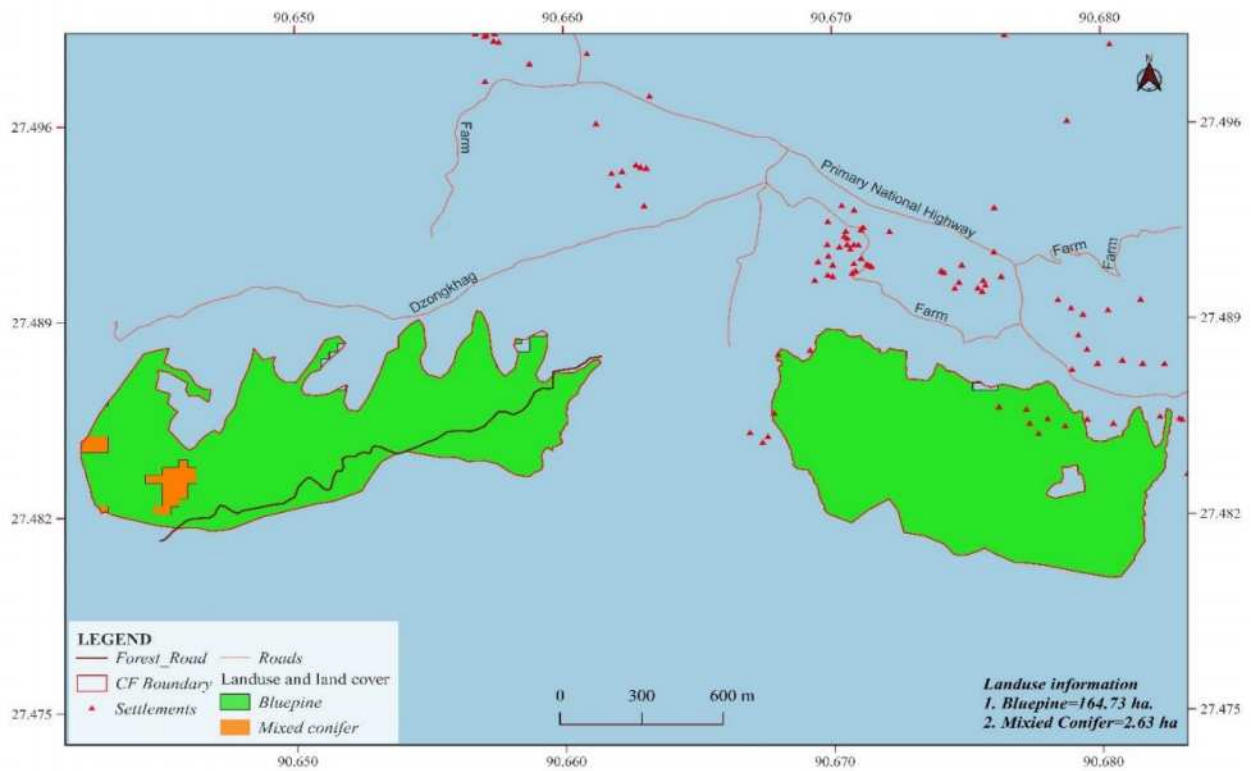 90.650 90.660 90.670 90.680
N
27.496 27.496
Farm
Primary National Highway
Farm
Farm
Dzongkhag
Farm
27.489 27.489
27.482 27.482
LEGEND
Forest_Road Roads
CF Boundary Landuse and land cover
Settlements Bluepine
Mixed conifer
0 300 600 m
Landuse information
1. Bluepine=164.73 ha.
2. Mixied Conifer=2.63 ha
27.475 27.475
90.650 90.660 90.670 90.680